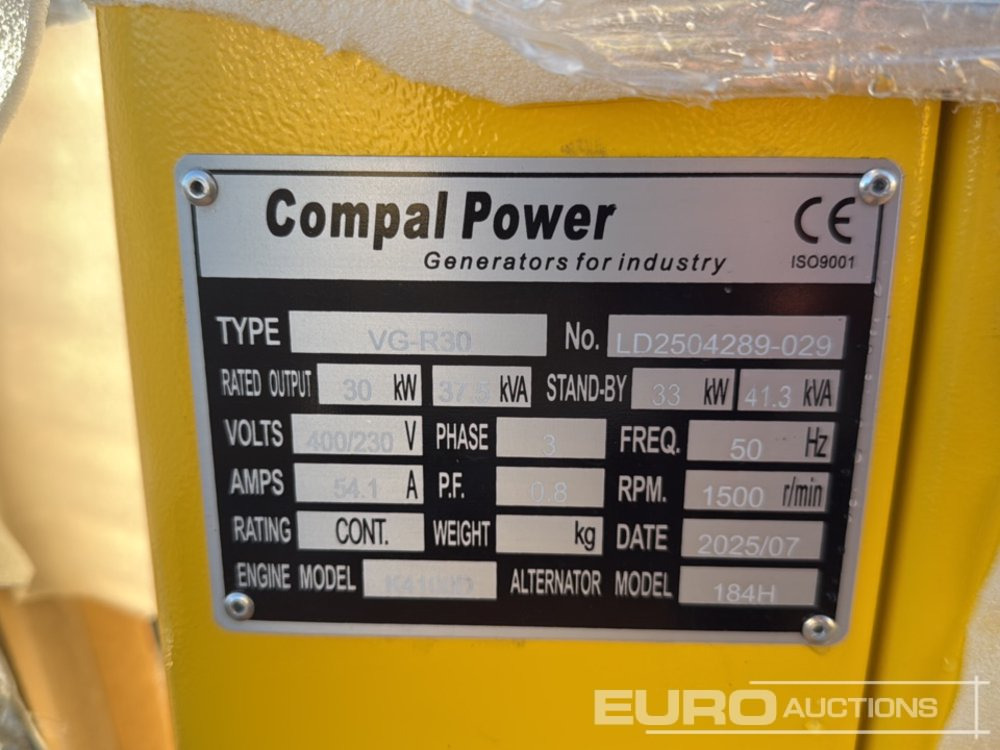 Compal Power
CE
Generators for industry
ISO9001
TYPE VG-R30 No. LD2504289-029
RATED OUTPUT 30 kW 37.5 kVA STAND-BY 33 kW 41.3 kVA
VOLTS 400/230 V PHASE 3 FREQ. 50 Hz
AMPS 54.1 A P.F. 0.8 RPM. 1500 r/min
RATING CONT. WEIGHT kg DATE 2025/07
ENGINE MODEL ALTERNATOR MODEL 184H
EURO AUCTIONS